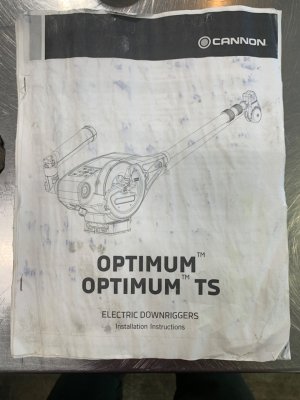 CANNON
OPTIMUM™
OPTIMUM™ TS
ELECTRIC DOWNRIGGERS
Installation Instructions